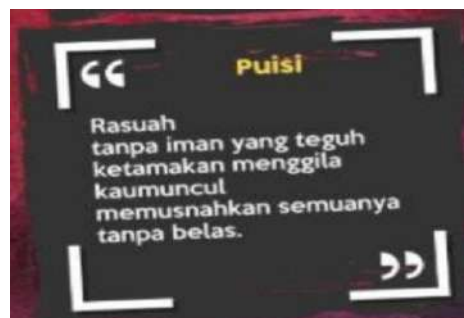 Puisi
Rasuah
tanpa iman yang teguh
ketamakan menggila
kaumuncul
memusnahkan semuanya
tanpa belas.